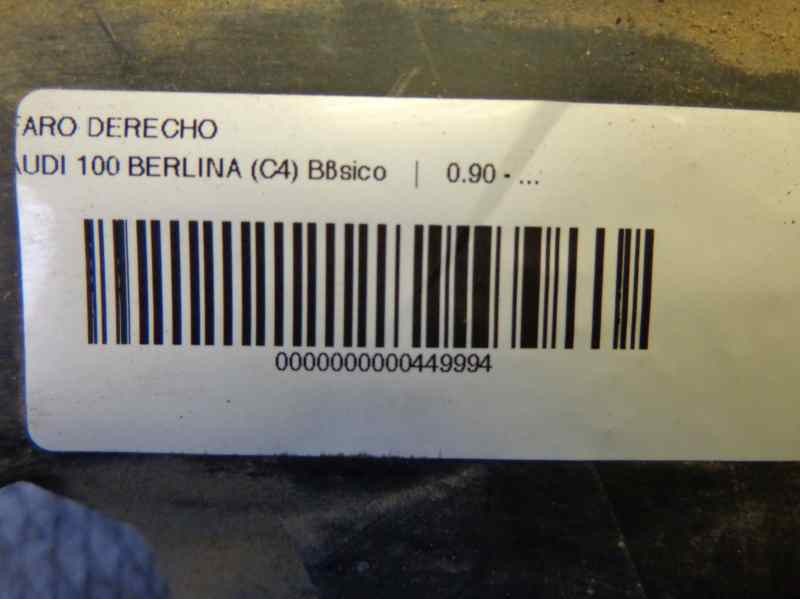 FARO DERECHO
AUDI 100 BERLINA (C4) Bßsico | 0.90 - ...
0000000000449994